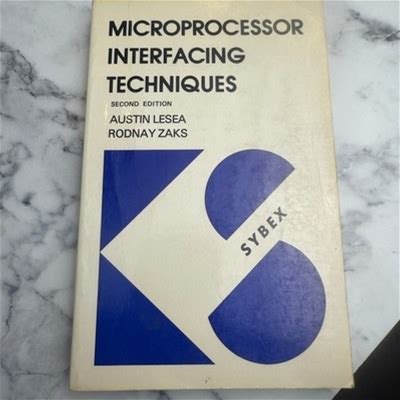 MICROPROCESSOR
INTERFACING
TECHNIQUES
SECOND EDITION
AUSTIN LESEA
RODNAY ZAKS
SYBEX